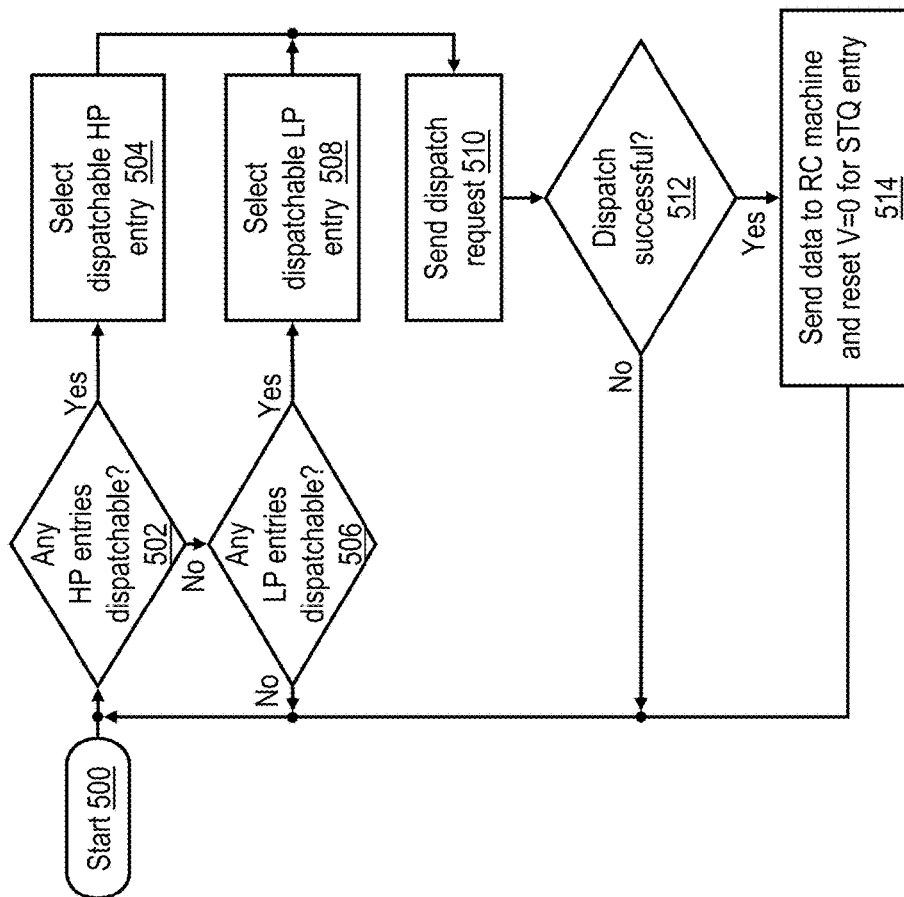 Start 500
Any
HP entries
dispatchable?
502
Yes
No
Select
dispatchable HP
entry 504
Any
LP entries
dispatchable?
506
Yes
No
Select
dispatchable LP
entry 508
Send dispatch
request 510
Dispatch
successful?
512
No
Yes
Send data to RC machine
and reset V=0 for STQ entry
514